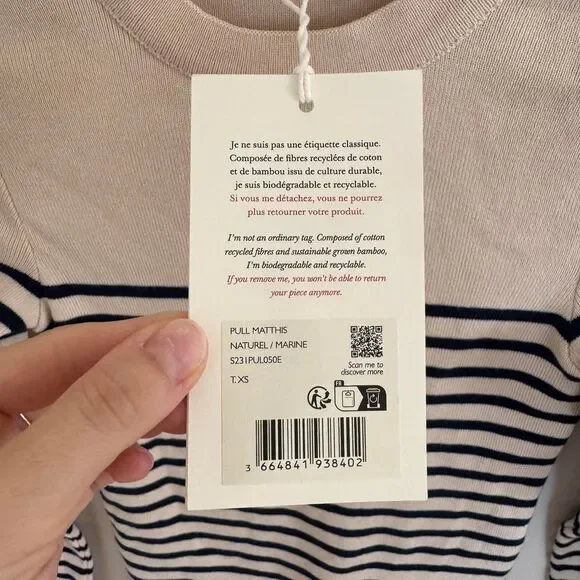 Je ne suis pas une étiquette classique.
Composée de fibres recyclées de coton
et de bambou issu de culture durable,
je suis biodégradable et recyclable.
Si vous me détachez, vous ne pourrez
plus retourner votre produit.
I'm not an ordinary tag. Composed of cotton
recycled fibres and sustainable grown bamboo,
I'm biodegradable and recyclable.
If you remove me, you won't be able to return
your piece anymore.
PULL MATTHIS
NATUREL / MARINE
S231PUL050E
T. XS
Scan me to
discover more
FR
3 664841 938402